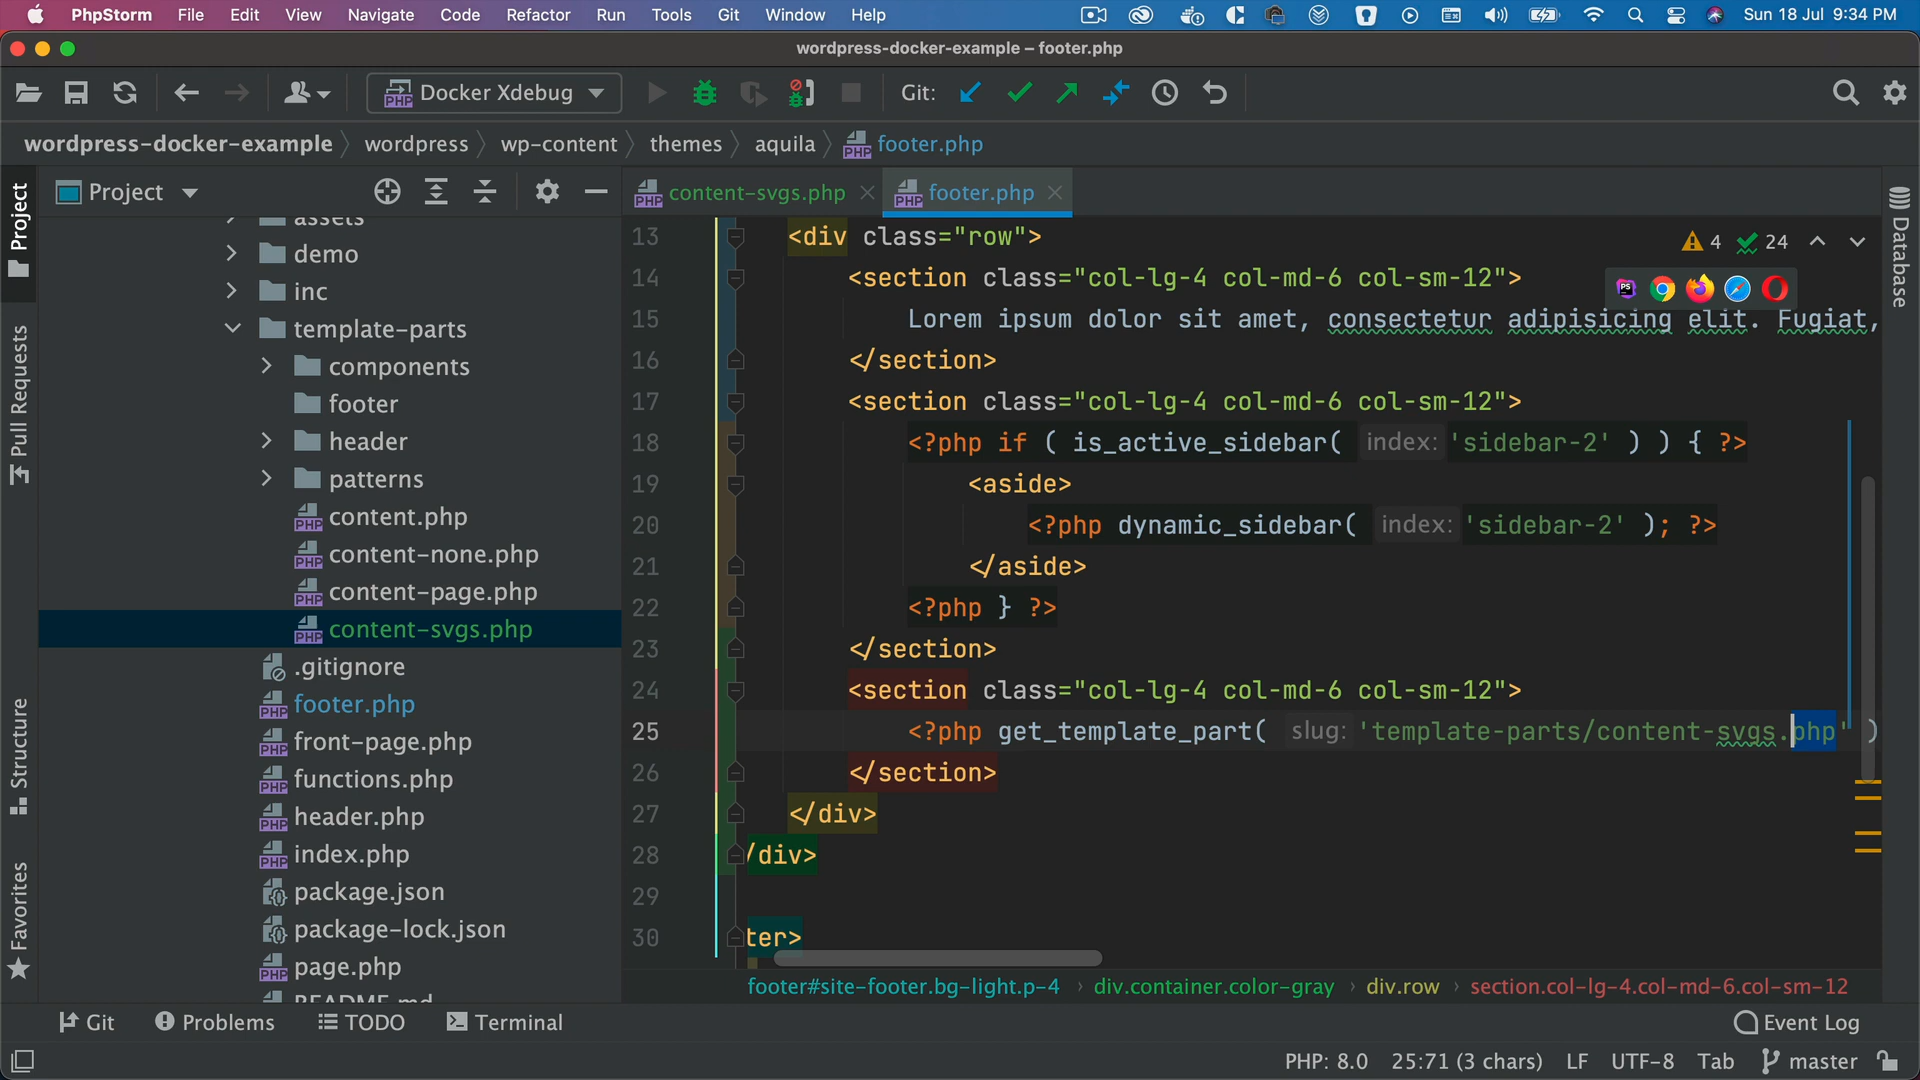 PhpStorm File Edit View Navigate Code Refactor Run Tools Git Window Help Sun 18 Jul 9:34 PM
wordpress-docker-example – footer.php
Docker Xdebug Git:
wordpress-docker-example wordpress wp-content themes aquila footer.php
Project
Project
content-svgs.php
footer.php
assets
demo
inc
template-parts
components
footer
header
patterns
content.php
content-none.php
content-page.php
content-svgs.php
.gitignore
footer.php
front-page.php
functions.php
header.php
index.php
package.json
package-lock.json
page.php
README.md
Pull Requests
Structure
Favorites
Database
4 24
13 <div class="row">
14 <section class="col-lg-4 col-md-6 col-sm-12">
15 Lorem ipsum dolor sit amet, consectetur adipisicing elit. Fugiat,
16 </section>
17 <section class="col-lg-4 col-md-6 col-sm-12">
18 <?php if ( is_active_sidebar( index: 'sidebar-2' ) ) { ?>
19 <aside>
20 <?php dynamic_sidebar( index: 'sidebar-2' ); ?>
21 </aside>
22 <?php } ?>
23 </section>
24 <section class="col-lg-4 col-md-6 col-sm-12">
25 <?php get_template_part( slug: 'template-parts/content-svgs.php' )
26 </section>
27 </div>
28 /div>
29
30 ter>
footer#site-footer.bg-light.p-4 › div.container.color-gray › div.row › section.col-lg-4.col-md-6.col-sm-12
Git Problems TODO Terminal Event Log
PHP: 8.0 25:71 (3 chars) LF UTF-8 Tab master